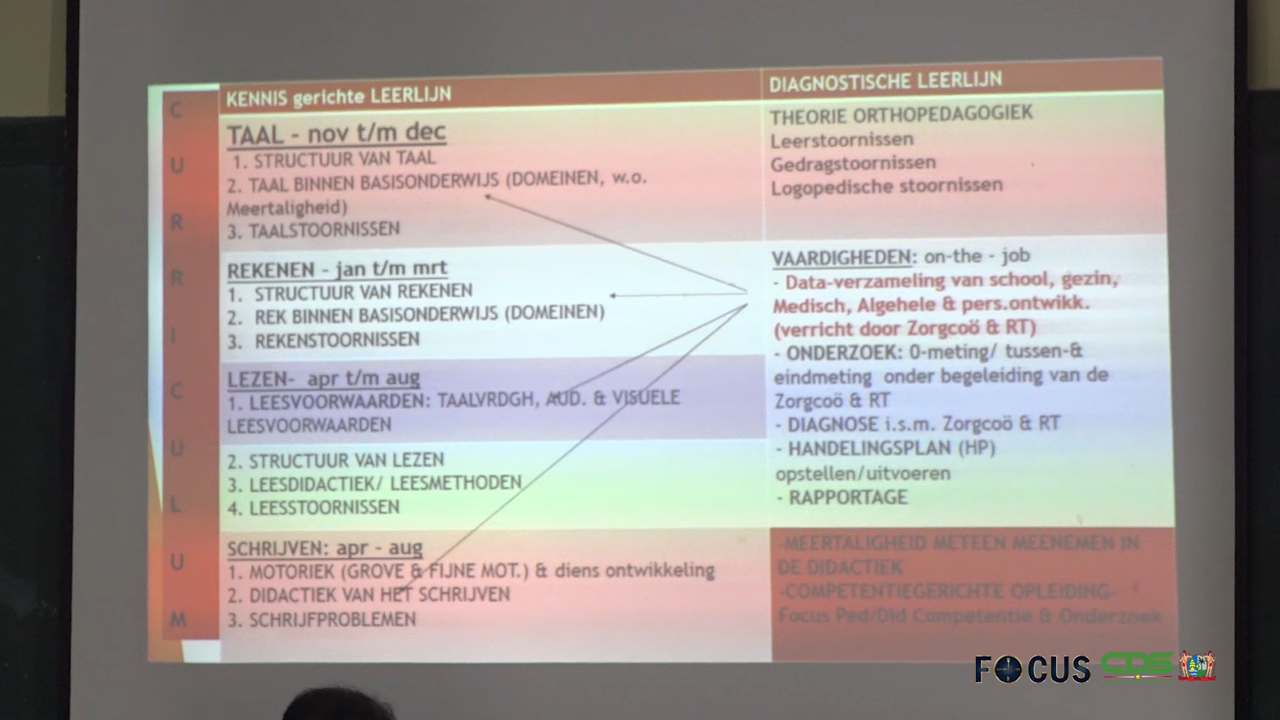 CURRICULUM
KENNIS gerichte LEERLIJN
TAAL - nov t/m dec
1. STRUCTUUR VAN TAAL
2. TAAL BINNEN BASISONDERWIJS (DOMEINEN, w.o.
Meertaligheid)
3. TAALSTOORNISSEN
REKENEN - jan t/m mrt
1. STRUCTUUR VAN REKENEN
2. REK BINNEN BASISONDERWIJS (DOMEINEN)
3. REKENSTOORNISSEN
LEZEN- apr t/m aug
1. LEESVOORWAARDEN: TAALVRDGH, AUD. & VISUELE
LEESVOORWAARDEN
2. STRUCTUUR VAN LEZEN
3. LEESDIDACTIEK/ LEESMETHODEN
4. LEESSTOORNISSEN
SCHRIJVEN: apr - aug
1. MOTORIEK (GROVE & FIJNE MOT.) & diens ontwikkeling
2. DIDACTIEK VAN HET SCHRIJVEN
3. SCHRIJFPROBLEMEN
DIAGNOSTISCHE LEERLIJN
THEORIE ORTHOPEDAGOGIEK
Leerstoornissen
Gedragstoornissen
Logopedische stoornissen
VAARDIGHEDEN: on-the - job
- Data-verzameling van school, gezin,
Medisch, Algehele & pers.ontwikk.
(verricht door Zorgcoö & RT)
- ONDERZOEK: 0-meting/ tussen-&
eindmeting onder begeleiding van de
Zorgcoö & RT
- DIAGNOSE i.s.m. Zorgcoö & RT
- HANDELINGSPLAN (HP)
opstellen/uitvoeren
- RAPPORTAGE
-MEERTALIGHEID METEEN MEENEMEN IN
DE DIDACTIEK
-COMPETENTIEGERICHTE OPLEIDING-
Focus Ped/Did Competentie & Onderzoek
FOCUS CDS